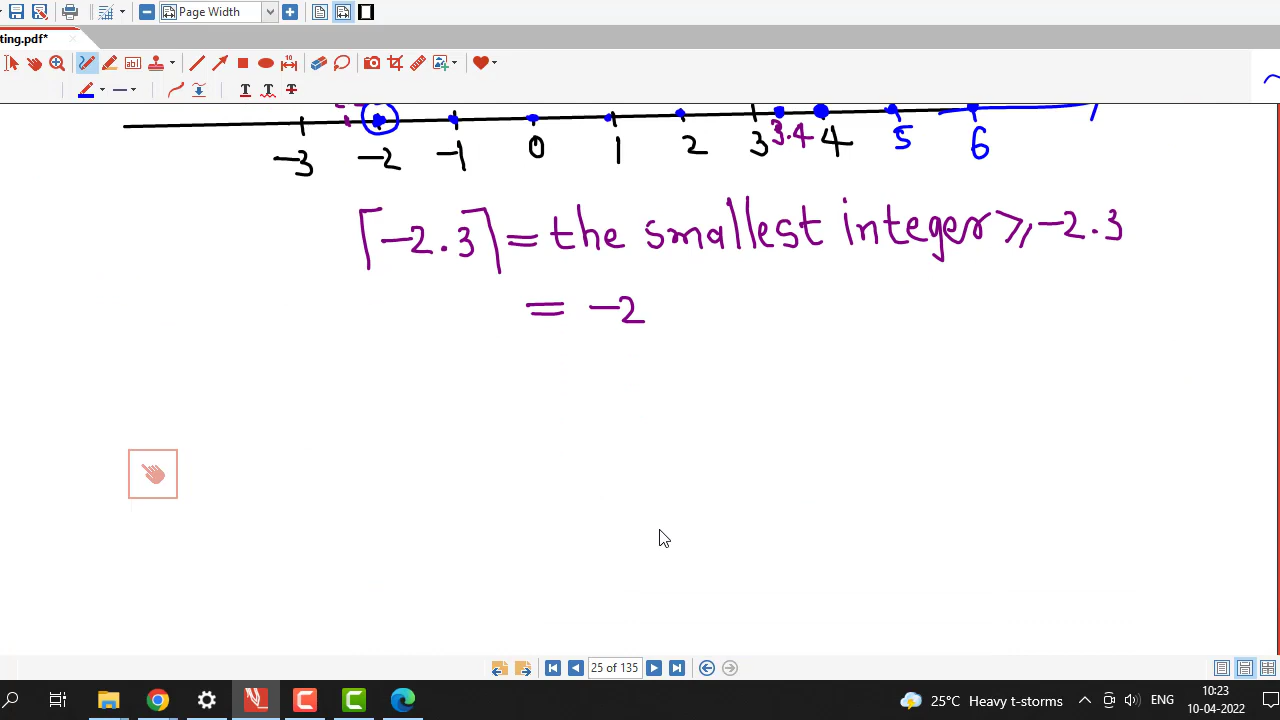 Page Width
ting.pdf*
10
-3 -2 -1 0 1 2 3 3.4 4 5 6
⌈-2.3⌉ = the smallest integer ⩾ -2.3
= -2
25 of 135
25°C Heavy t-storms
ENG
10:23
10-04-2022